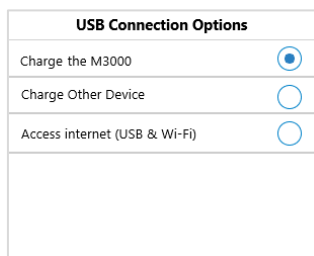 USB Connection Options
Charge the M3000
Charge Other Device
Access internet (USB & Wi-Fi)